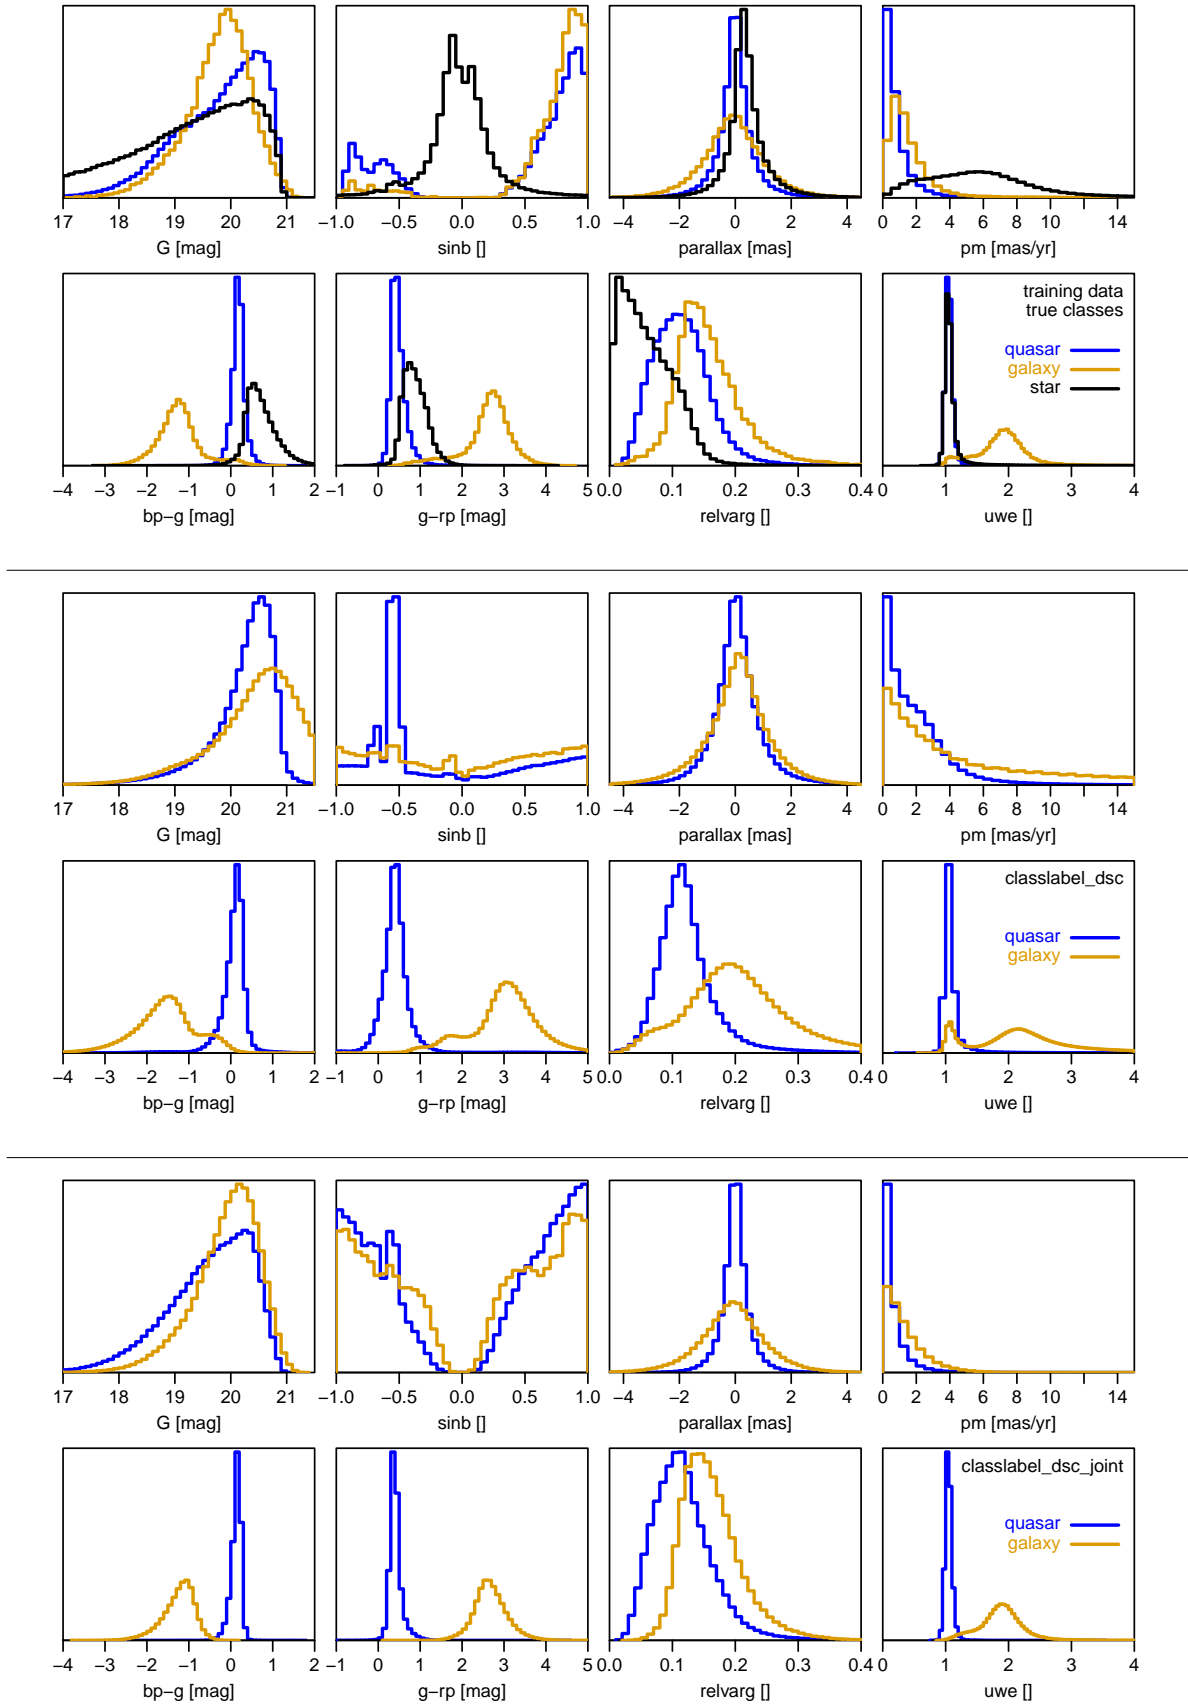 17 18 19 20 21
G [mag]
−1.0 −0.5 0.0 0.5 1.0
sinb []
−4 −2 0 2 4
parallax [mas]
0 2 4 6 8 10 14
pm [mas/yr]
training data
true classes
quasar
galaxy
star
−4 −3 −2 −1 0 1 2
bp−g [mag]
−1 0 1 2 3 4 5
g−rp [mag]
0.0 0.1 0.2 0.3 0.4
relvarg []
0 1 2 3 4
uwe []
17 18 19 20 21
G [mag]
−1.0 −0.5 0.0 0.5 1.0
sinb []
−4 −2 0 2 4
parallax [mas]
0 2 4 6 8 10 14
pm [mas/yr]
classlabel_dsc
quasar
galaxy
−4 −3 −2 −1 0 1 2
bp−g [mag]
−1 0 1 2 3 4 5
g−rp [mag]
0.0 0.1 0.2 0.3 0.4
relvarg []
0 1 2 3 4
uwe []
17 18 19 20 21
G [mag]
−1.0 −0.5 0.0 0.5 1.0
sinb []
−4 −2 0 2 4
parallax [mas]
0 2 4 6 8 10 14
pm [mas/yr]
classlabel_dsc_joint
quasar
galaxy
−4 −3 −2 −1 0 1 2
bp−g [mag]
−1 0 1 2 3 4 5
g−rp [mag]
0.0 0.1 0.2 0.3 0.4
relvarg []
0 1 2 3 4
uwe []